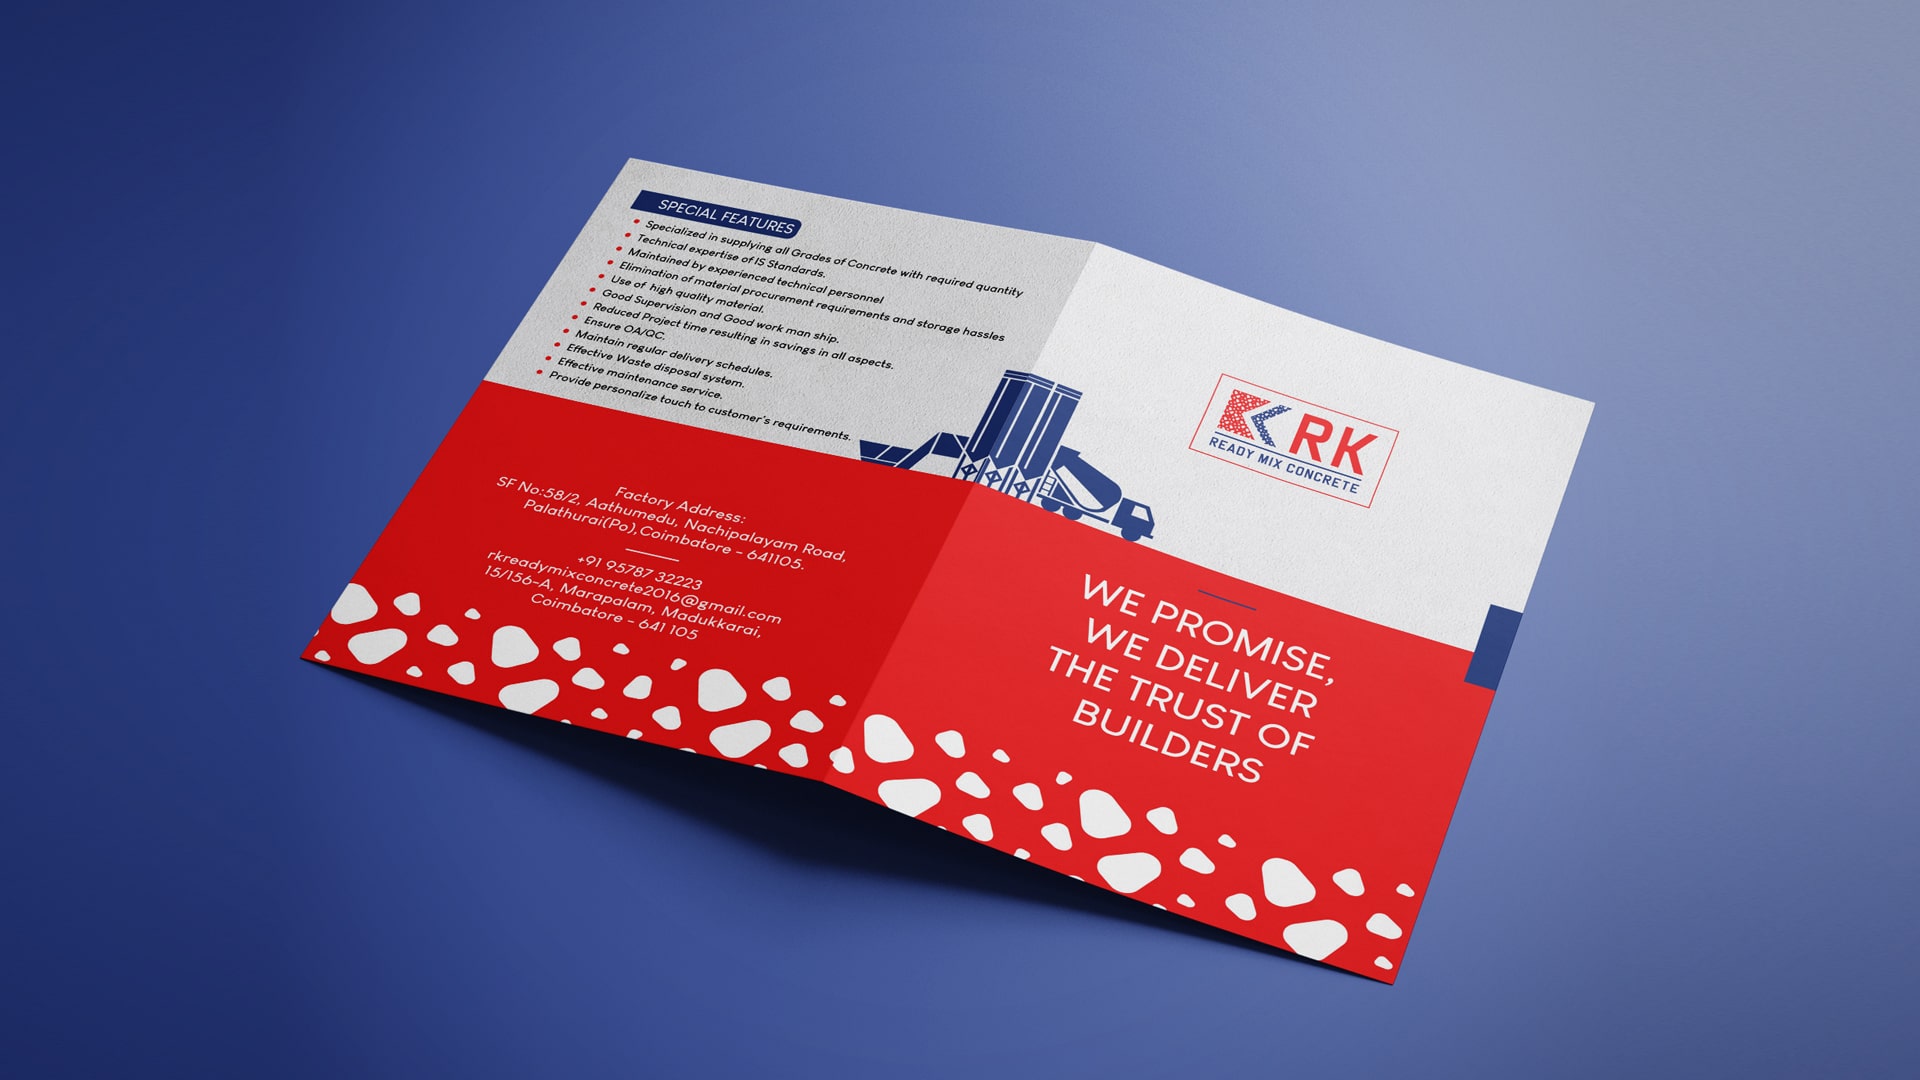 SPECIAL FEATURES
Specialized in supplying all Grades of Concrete with required quantity
Technical expertise of IS Standards.
Maintained by experienced technical personnel
Elimination of material procurement requirements and storage hassles
Use of high quality material.
Good Supervision and Good work man ship.
Reduced Project time resulting in savings in all aspects.
Ensure OA/QC.
Maintain regular delivery schedules.
Effective Waste disposal system.
Effective maintenance service.
Provide personalize touch to customer's requirements.
Factory Address:
SF No:58/2, Aathumedu, Nachipalayam Road,
Palathurai(Po),Coimbatore - 641105.
+91 95787 32223
rkreadymixconcrete2016@gmail.com
15/156-A, Marapalam, Madukkarai,
Coimbatore - 641 105
RK
READY MIX CONCRETE
WE PROMISE,
WE DELIVER
THE TRUST OF
BUILDERS